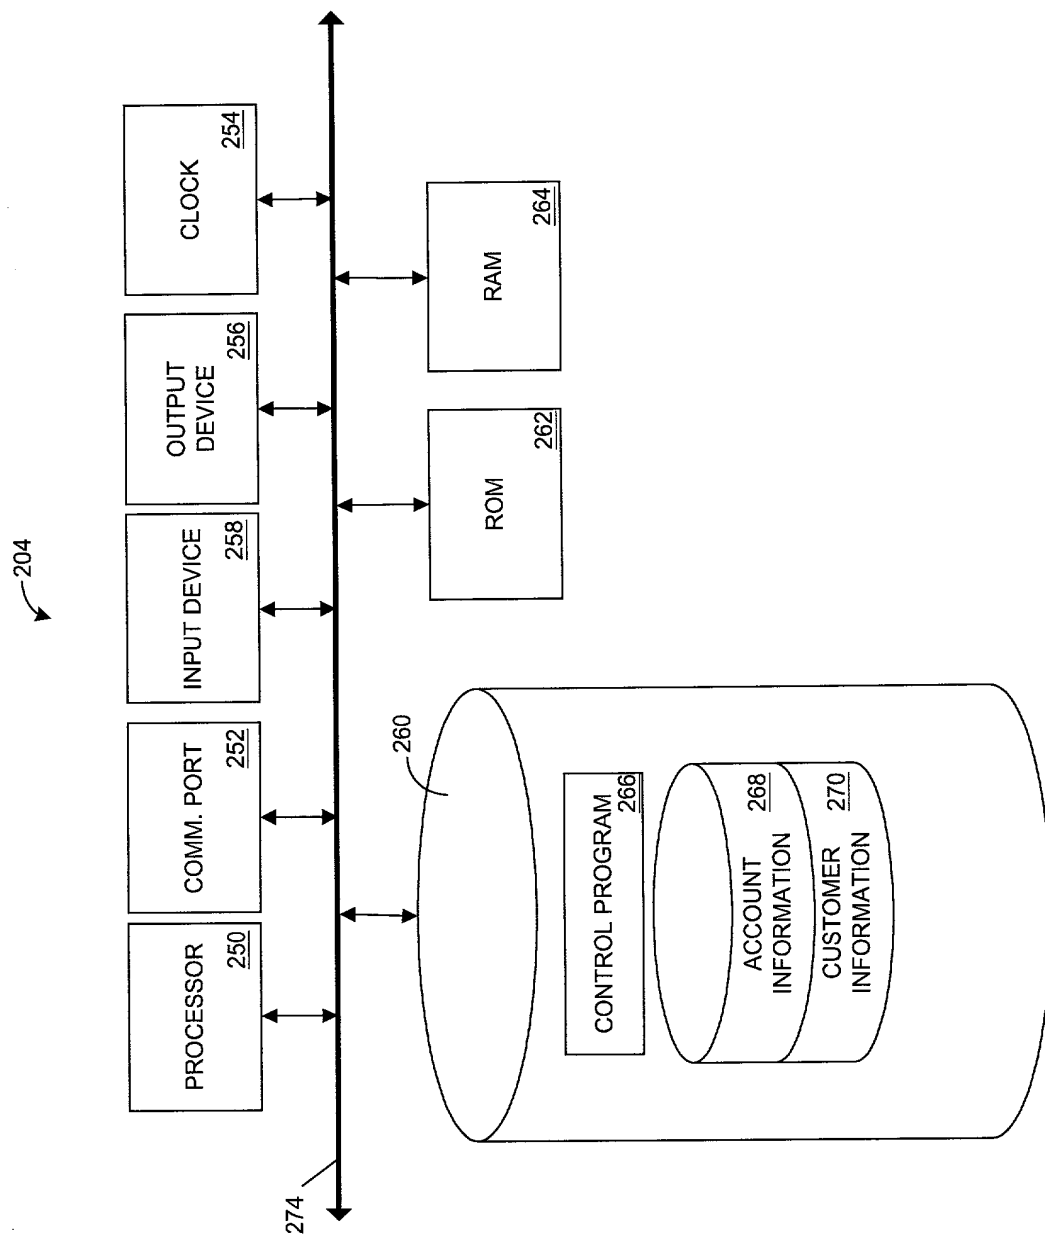 204
PROCESSOR
250
COMM. PORT
252
INPUT DEVICE
258
OUTPUT
DEVICE
256
CLOCK
254
274
260
CONTROL PROGRAM
266
ACCOUNT
INFORMATION
268
CUSTOMER
INFORMATION
270
ROM
262
RAM
264